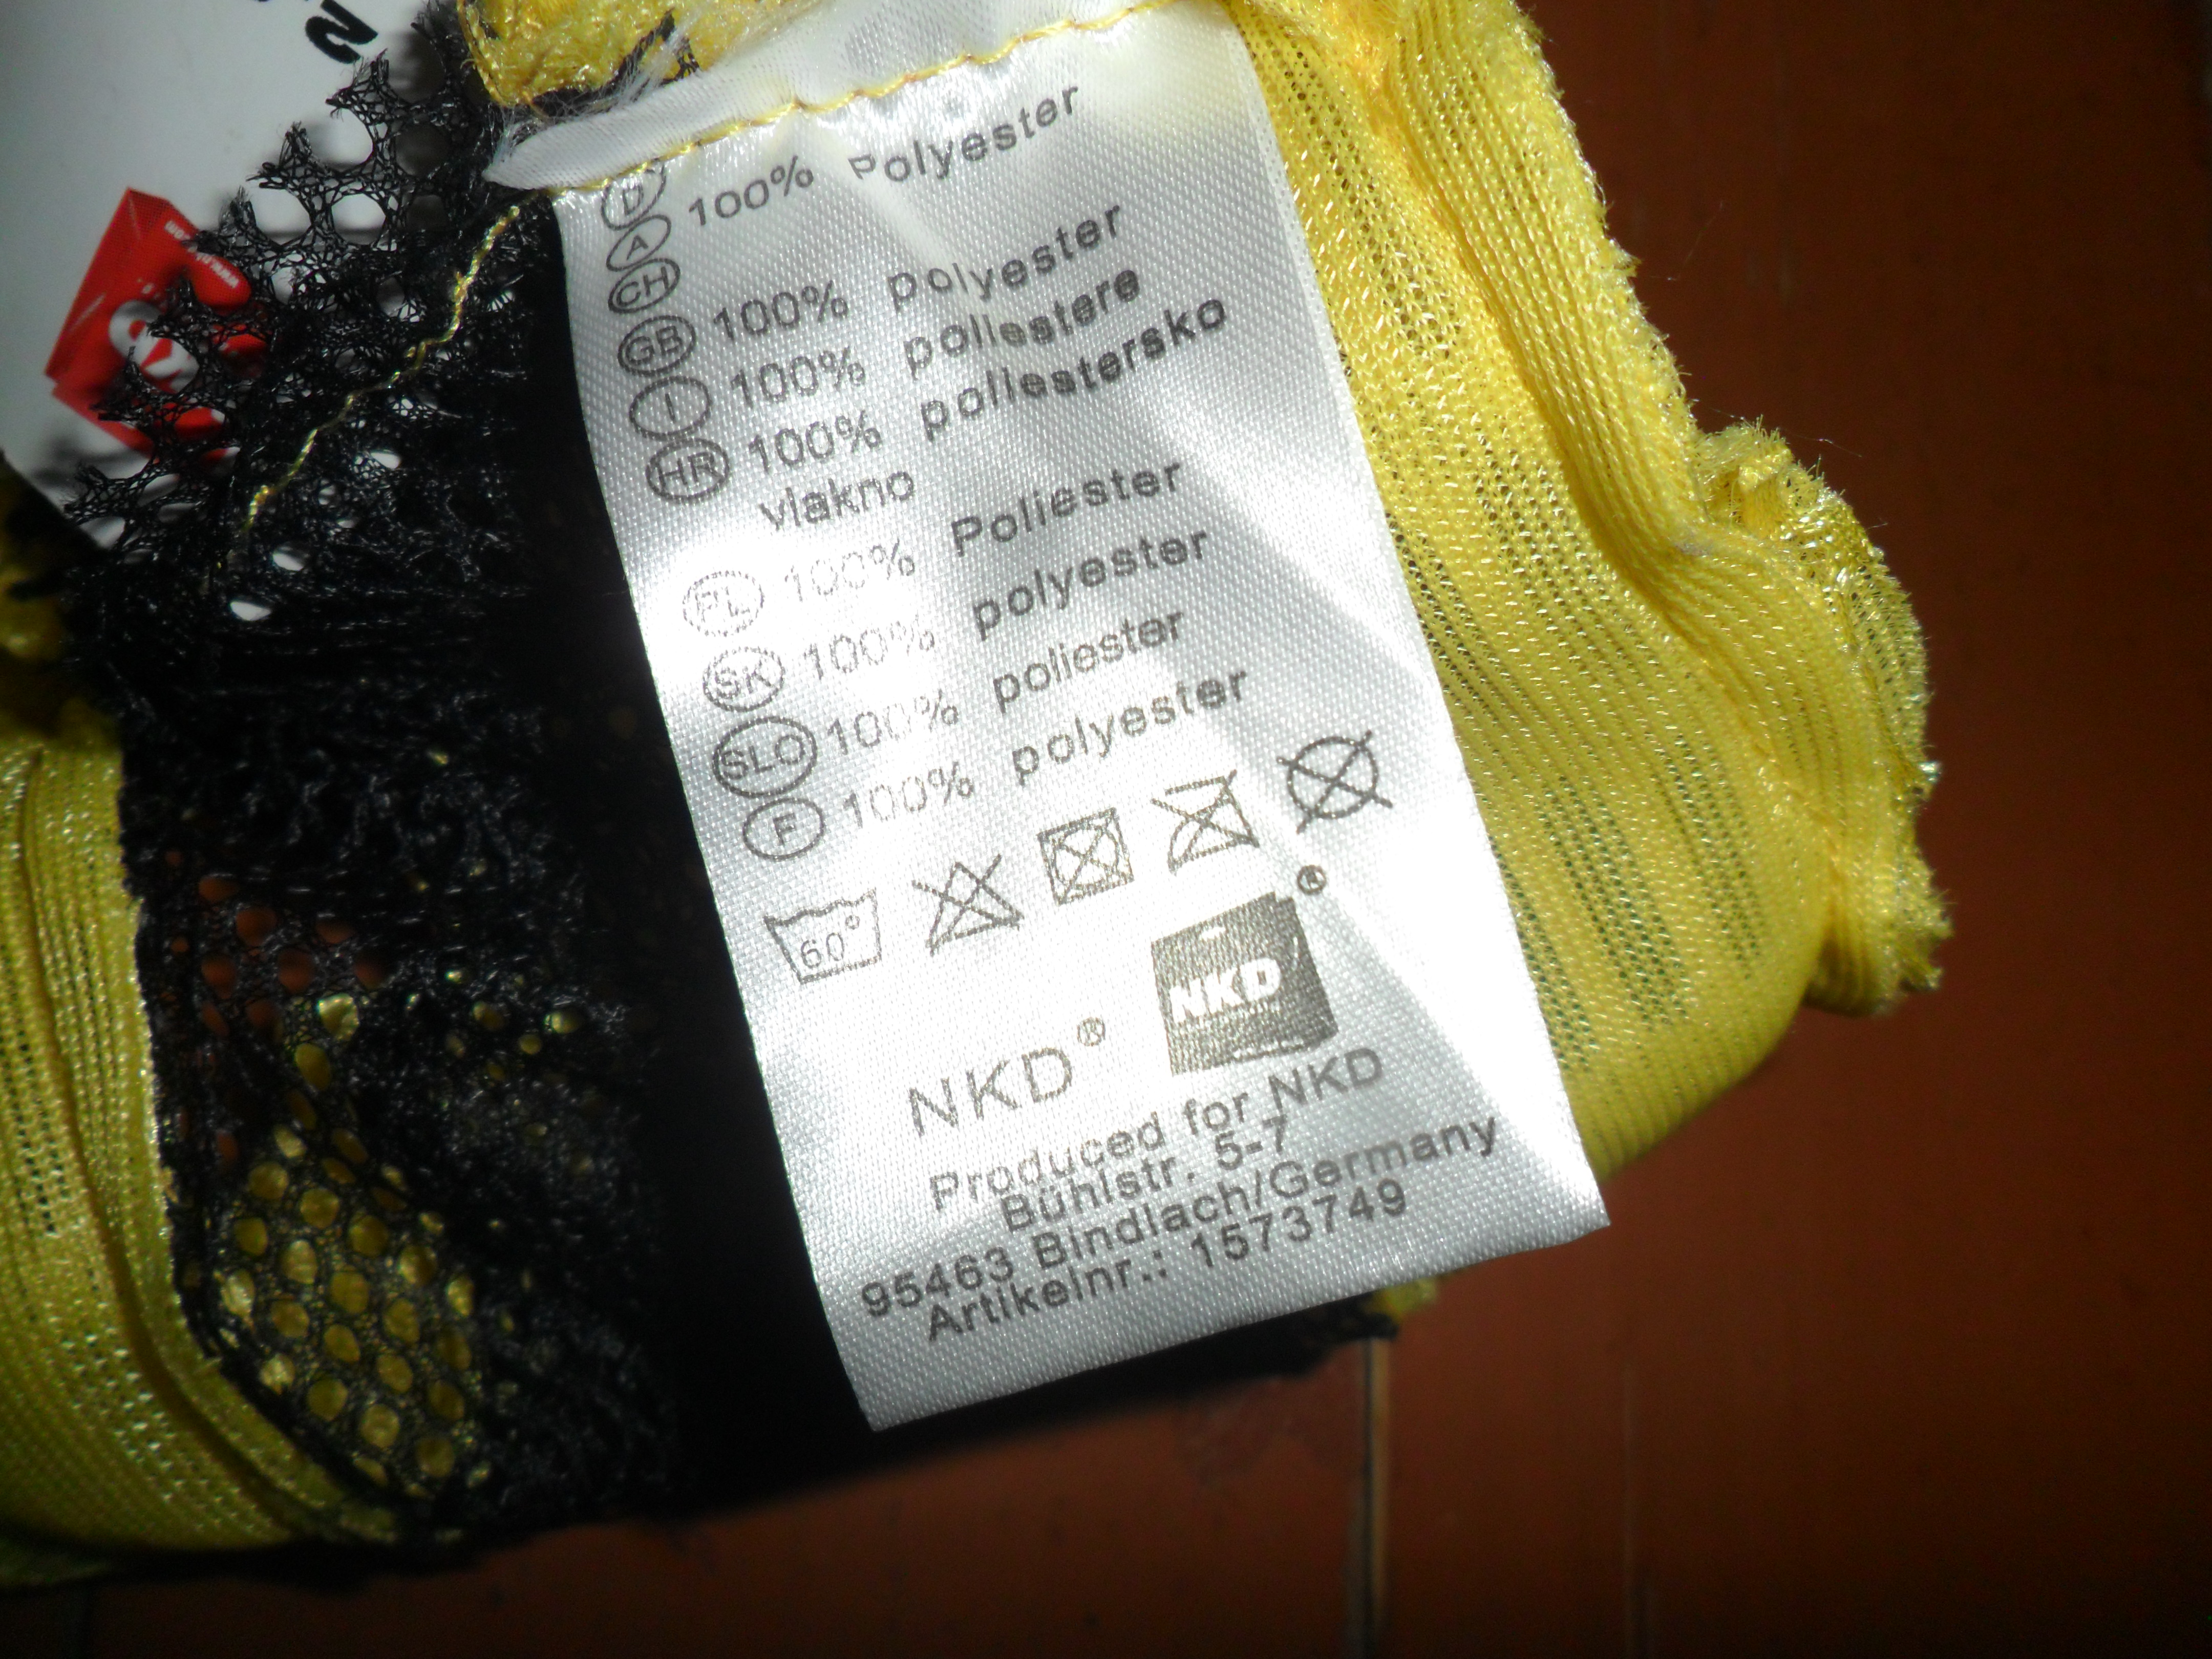 D
A
CH
100% Polyester
GB 100% polyester
I 100% poliestere
HR 100% poliestersko
vlakno
PL 100% Poliester
SK 100% polyester
SLO 100% poliester
F 100% polyester
60°
NKD®
NKD ®
Produced for NKD
Bühlstr. 5-7
95463 Bindlach/Germany
Artikelnr.: 1573749